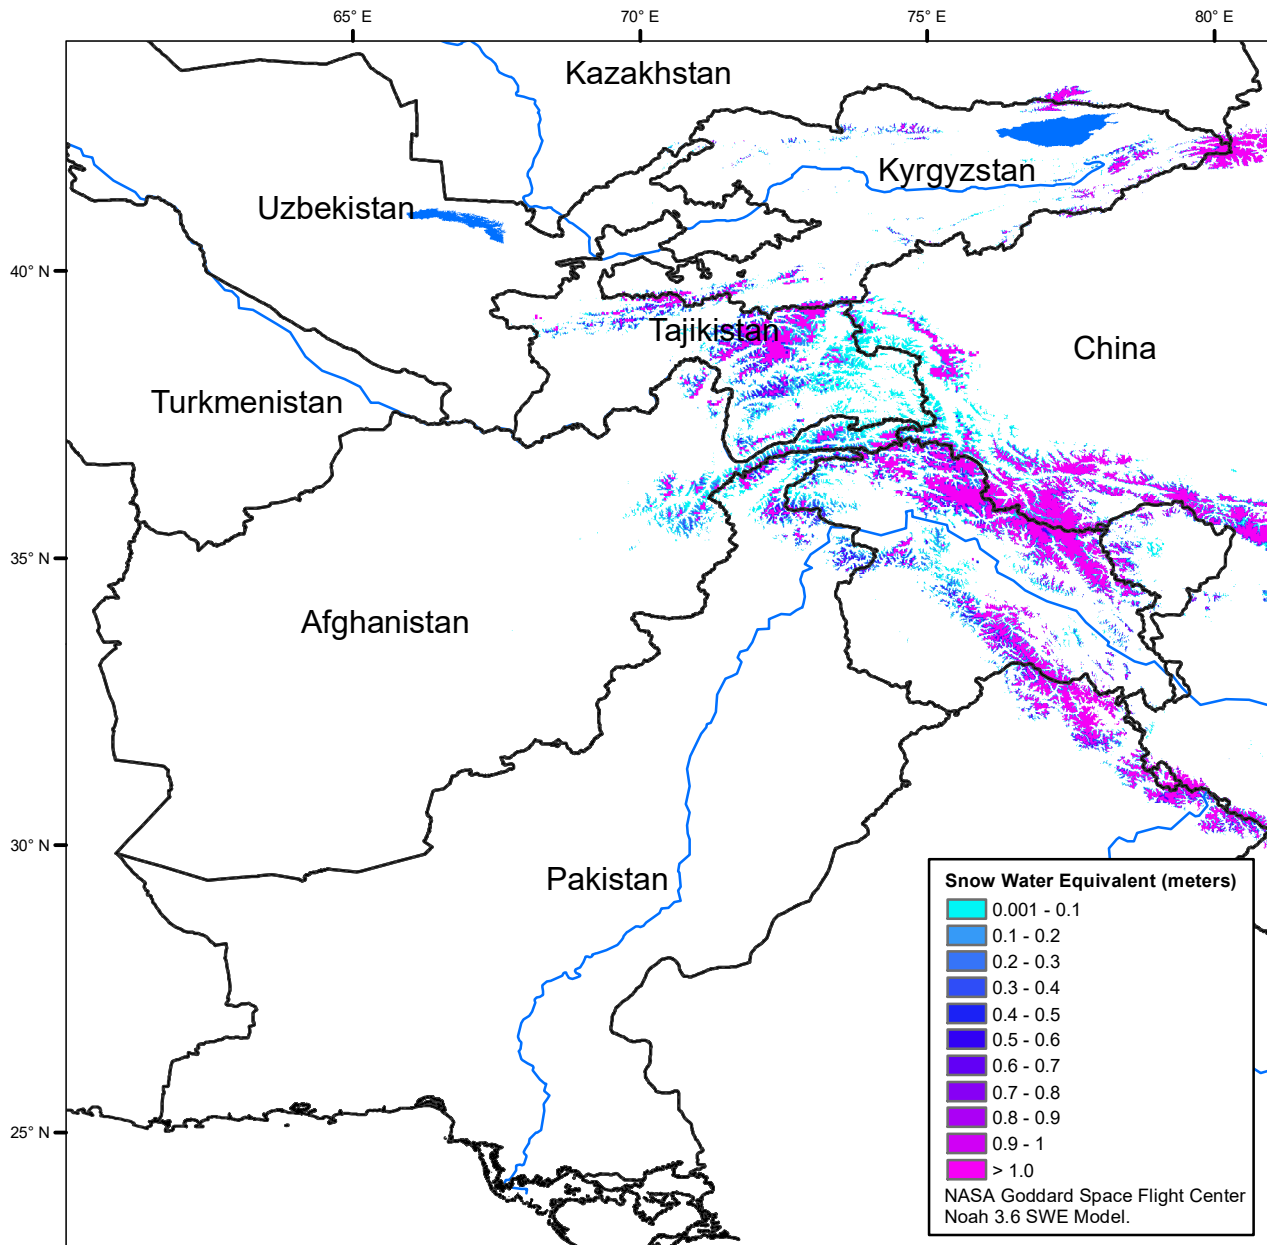 65° E
70° E
75° E
80° E
Kazakhstan
Kyrgyzstan
Uzbekistan
40° N
Tajikistan
China
Turkmenistan
35° N
Afghanistan
30° N
Pakistan
25° N
Snow Water Equivalent (meters)
0.001 - 0.1
0.1 - 0.2
0.2 - 0.3
0.3 - 0.4
0.4 - 0.5
0.5 - 0.6
0.6 - 0.7
0.7 - 0.8
0.8 - 0.9
0.9 - 1
> 1.0
NASA Goddard Space Flight Center
Noah 3.6 SWE Model.